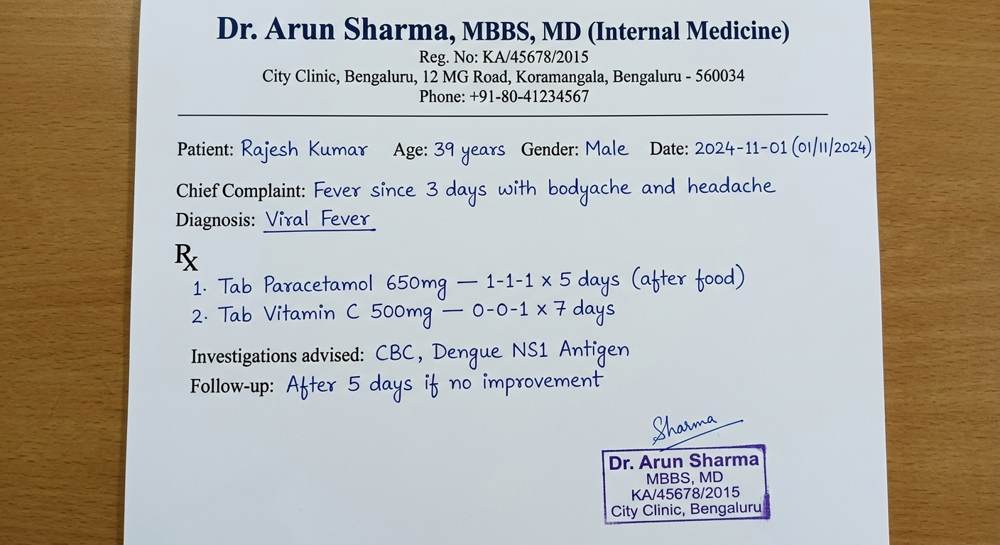 Dr. Arun Sharma, MBBS, MD (Internal Medicine)
Reg. No: KA/45678/2015
City Clinic, Bengaluru, 12 MG Road, Koramangala, Bengaluru - 560034
Phone: +91-80-41234567
Patient: Rajesh Kumar Age: 39 years Gender: Male Date: 2024-11-01 (01/11/2024)
Chief Complaint: Fever since 3 days with bodyache and headache
Diagnosis: Viral Fever
Rx
1. Tab Paracetamol 650mg — 1-1-1 x 5 days (after food)
2. Tab Vitamin C 500mg — 0-0-1 x 7 days
Investigations advised: CBC, Dengue NS1 Antigen
Follow-up: After 5 days if no improvement
Sharma
Dr. Arun Sharma
MBBS, MD
KA/45678/2015
City Clinic, Bengaluru